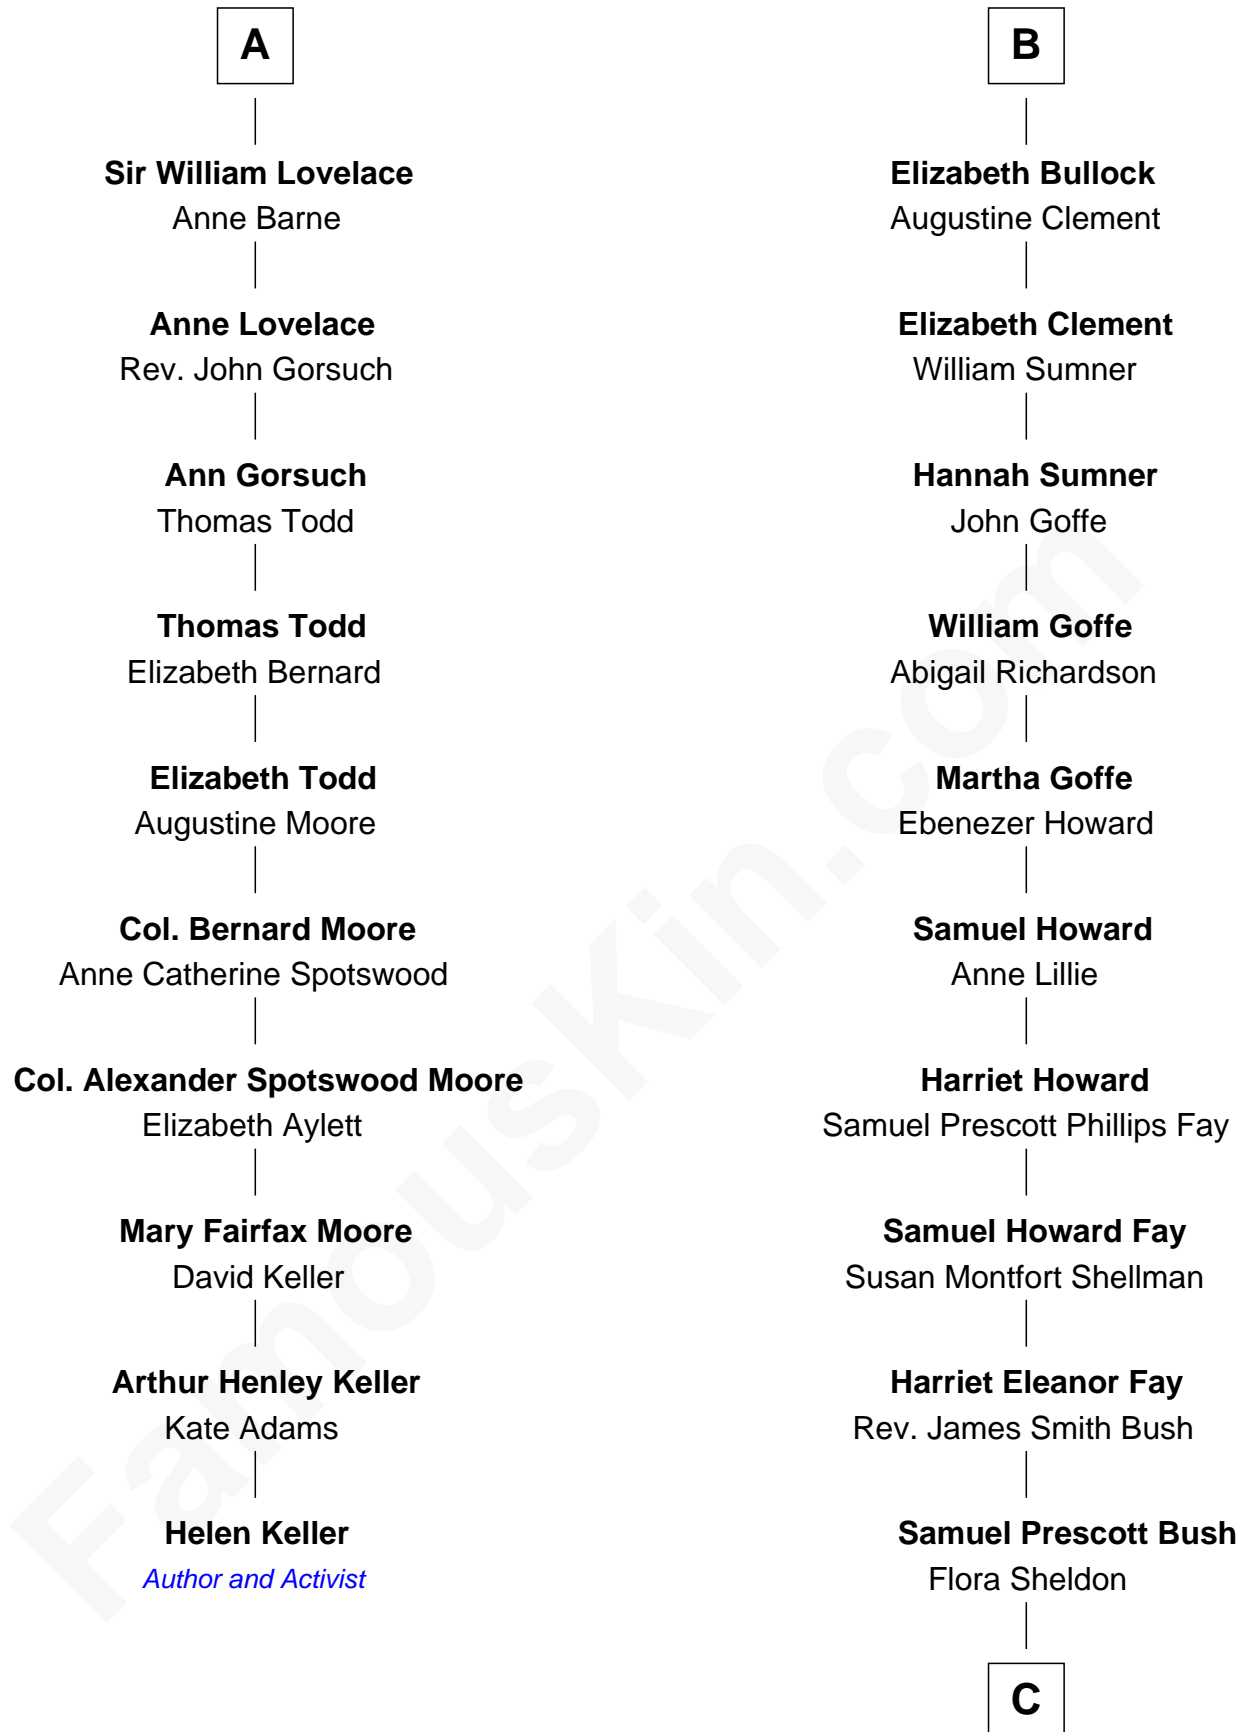 A
Sir William Lovelace
Anne Barne
Anne Lovelace
Rev. John Gorsuch
Ann Gorsuch
Thomas Todd
Thomas Todd
Elizabeth Bernard
Elizabeth Todd
Augustine Moore
Col. Bernard Moore
Anne Catherine Spotswood
Col. Alexander Spotswood Moore
Elizabeth Aylett
Mary Fairfax Moore
David Keller
Arthur Henley Keller
Kate Adams
Helen Keller
Author and Activist
B
Elizabeth Bullock
Augustine Clement
Elizabeth Clement
William Sumner
Hannah Sumner
John Goffe
William Goffe
Abigail Richardson
Martha Goffe
Ebenezer Howard
Samuel Howard
Anne Lillie
Harriet Howard
Samuel Prescott Phillips Fay
Samuel Howard Fay
Susan Montfort Shellman
Harriet Eleanor Fay
Rev. James Smith Bush
Samuel Prescott Bush
Flora Sheldon
C
FamousKin.com